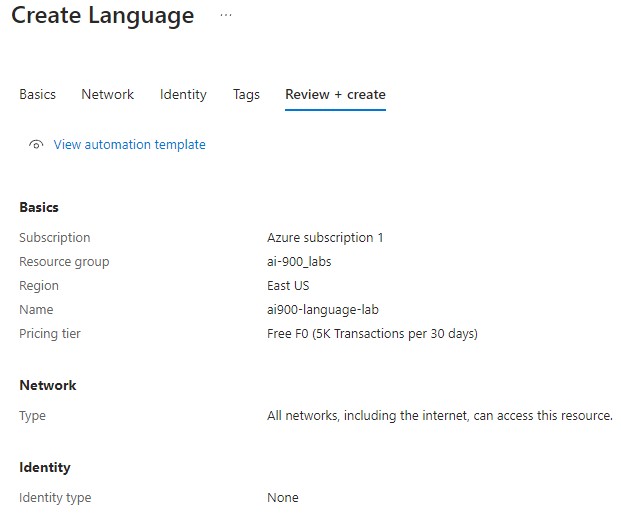 Create Language ...
Basics Network Identity Tags Review + create
View automation template
Basics
Subscription Azure subscription 1
Resource group ai-900_labs
Region East US
Name ai900-language-lab
Pricing tier Free F0 (5K Transactions per 30 days)
Network
Type All networks, including the internet, can access this resource.
Identity
Identity type None